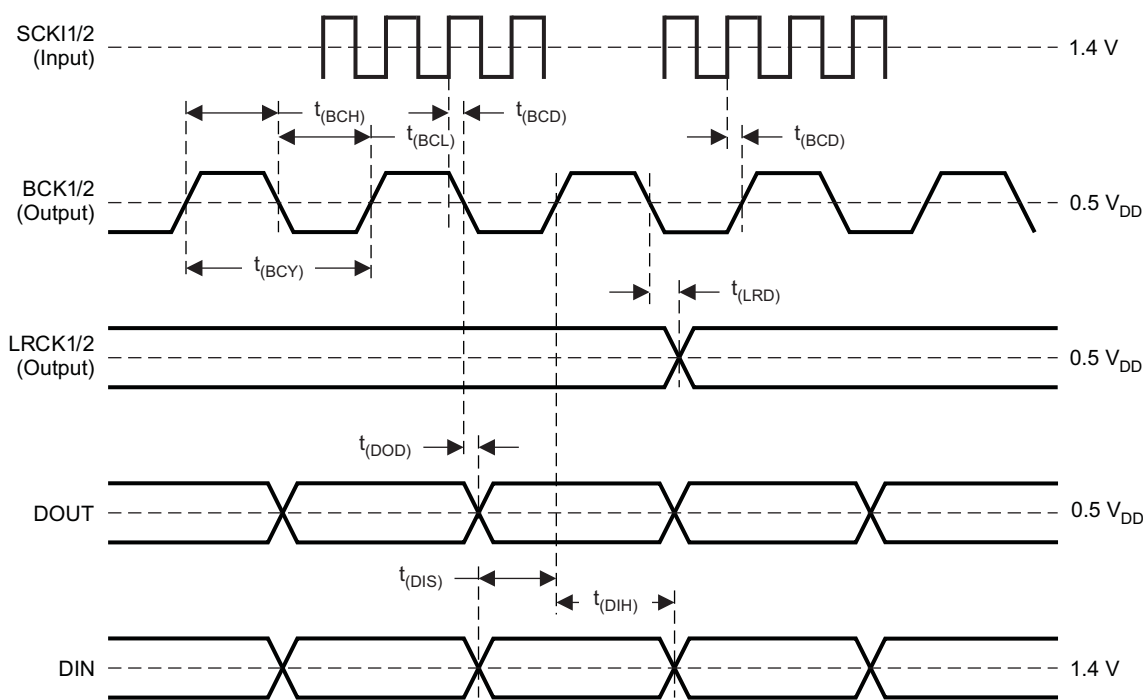 SCKI1/2
(Input)
1.4 V
t(BCH)
t(BCL)
t(BCD)
t(BCD)
BCK1/2
(Output)
0.5 VDD
t(BCY)
t(LRD)
LRCK1/2
(Output)
0.5 VDD
t(DOD)
DOUT
0.5 VDD
t(DIS)
t(DIH)
DIN
1.4 V